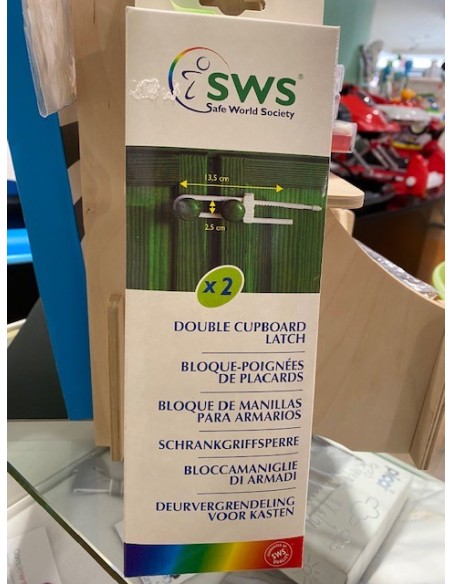 SWS®
Safe World Society
13,5 cm
2,5 cm
x 2
DOUBLE CUPBOARD
LATCH
BLOQUE-POIGNÉES
DE PLACARDS
BLOQUE DE MANILLAS
PARA ARMARIOS
SCHRANKGRIFFSPERRE
BLOCCAMANIGLIE
DI ARMADI
DEURVERGRENDELING
VOOR KASTEN
SWS